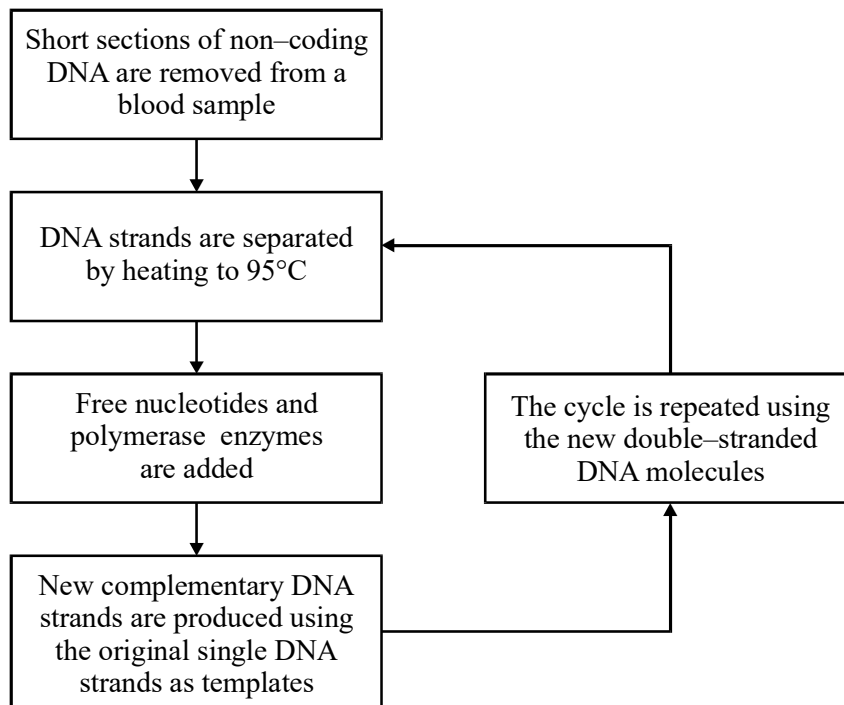 Short sections of non–coding
DNA are removed from a
blood sample
DNA strands are separated
by heating to 95°C
Free nucleotides and
polymerase enzymes
are added
The cycle is repeated using
the new double–stranded
DNA molecules
New complementary DNA
strands are produced using
the original single DNA
strands as templates